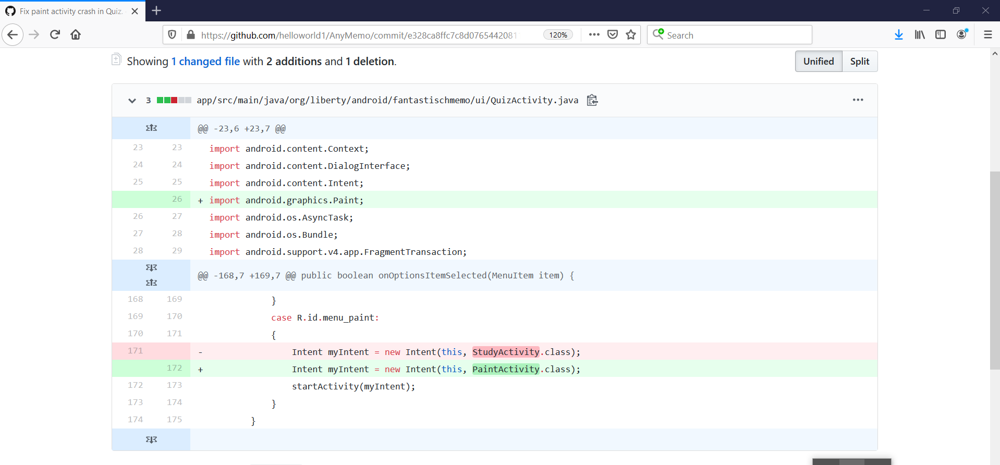 Fix paint activity crash in Quiz.
https://github.com/helloworld1/AnyMemo/commit/e328ca8ffc7c8d0765442081
120%
Search
Showing 1 changed file with 2 additions and 1 deletion.
Unified
Split
3 app/src/main/java/org/liberty/android/fantastischmemo/ui/QuizActivity.java
@@ -23,6 +23,7 @@
23 23 import android.content.Context;
24 24 import android.content.DialogInterface;
25 25 import android.content.Intent;
26 + import android.graphics.Paint;
26 27 import android.os.AsyncTask;
27 28 import android.os.Bundle;
28 29 import android.support.v4.app.FragmentTransaction;
@@ -168,7 +169,7 @@ public boolean onOptionsItemSelected(MenuItem item) {
168 169 }
169 170 case R.id.menu_paint:
170 171 {
171 - Intent myIntent = new Intent(this, StudyActivity.class);
172 + Intent myIntent = new Intent(this, PaintActivity.class);
172 173 startActivity(myIntent);
173 174 }
174 175 }